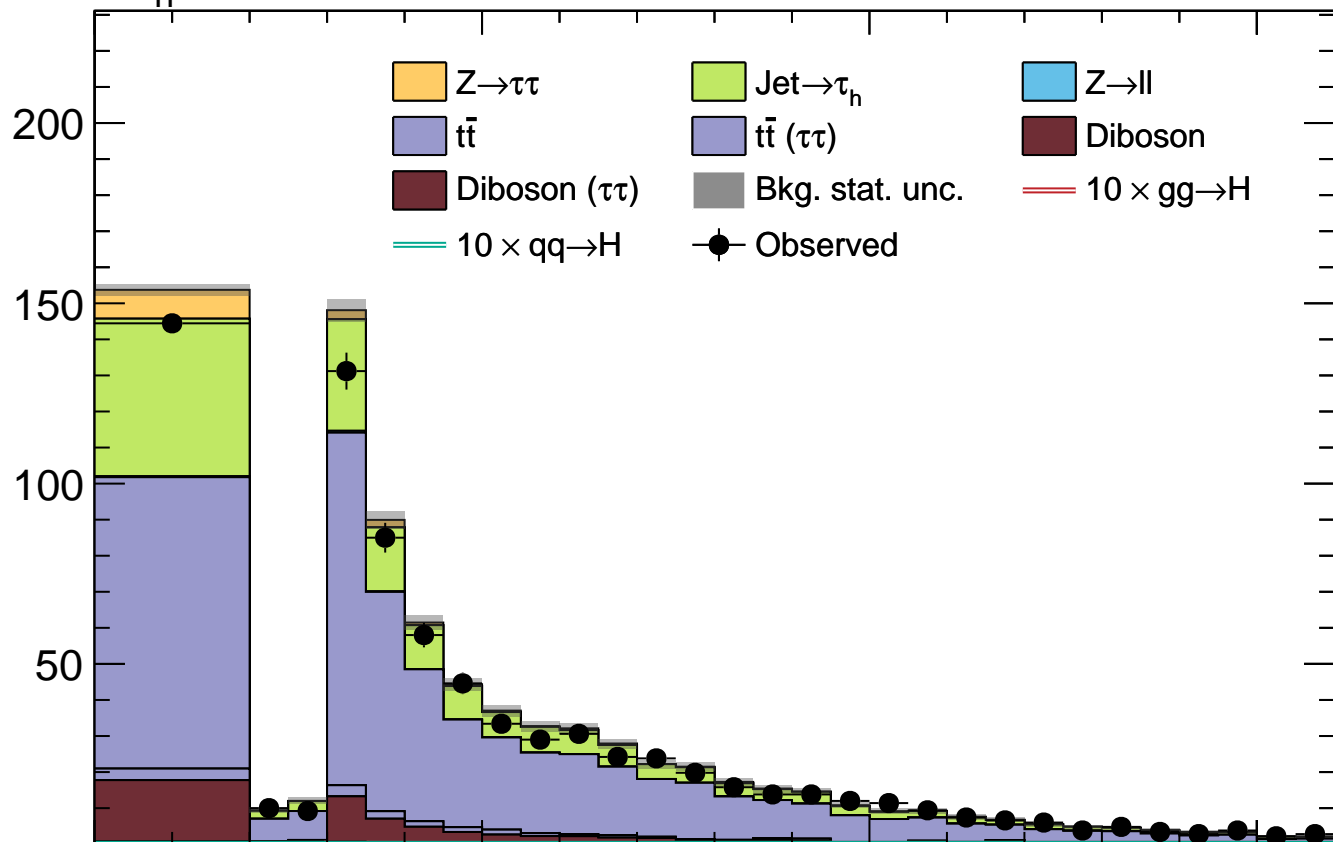 200
150
100
50
Z→ττ Jet→τₕ Z→ll
tt̄ tt̄ (ττ) Diboson
Diboson (ττ) Bkg. stat. unc. 10 × gg→H
10 × qq→H Observed